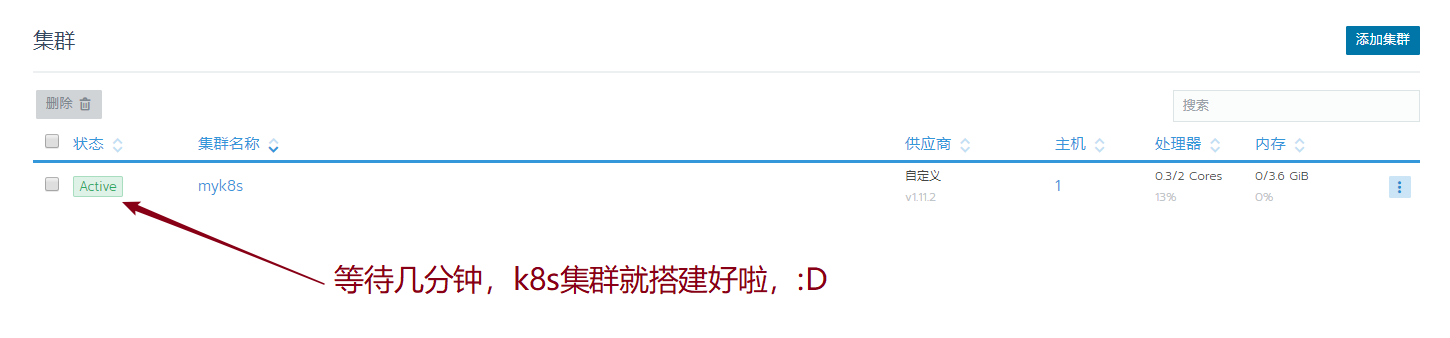 集群
添加集群
删除
搜索
状态 集群名称 供应商 主机 处理器 内存
Active myk8s 自定义 1 0.3/2 Cores 0/3.6 GiB
v1.11.2 13% 0%
等待几分钟，k8s集群就搭建好啦，:D